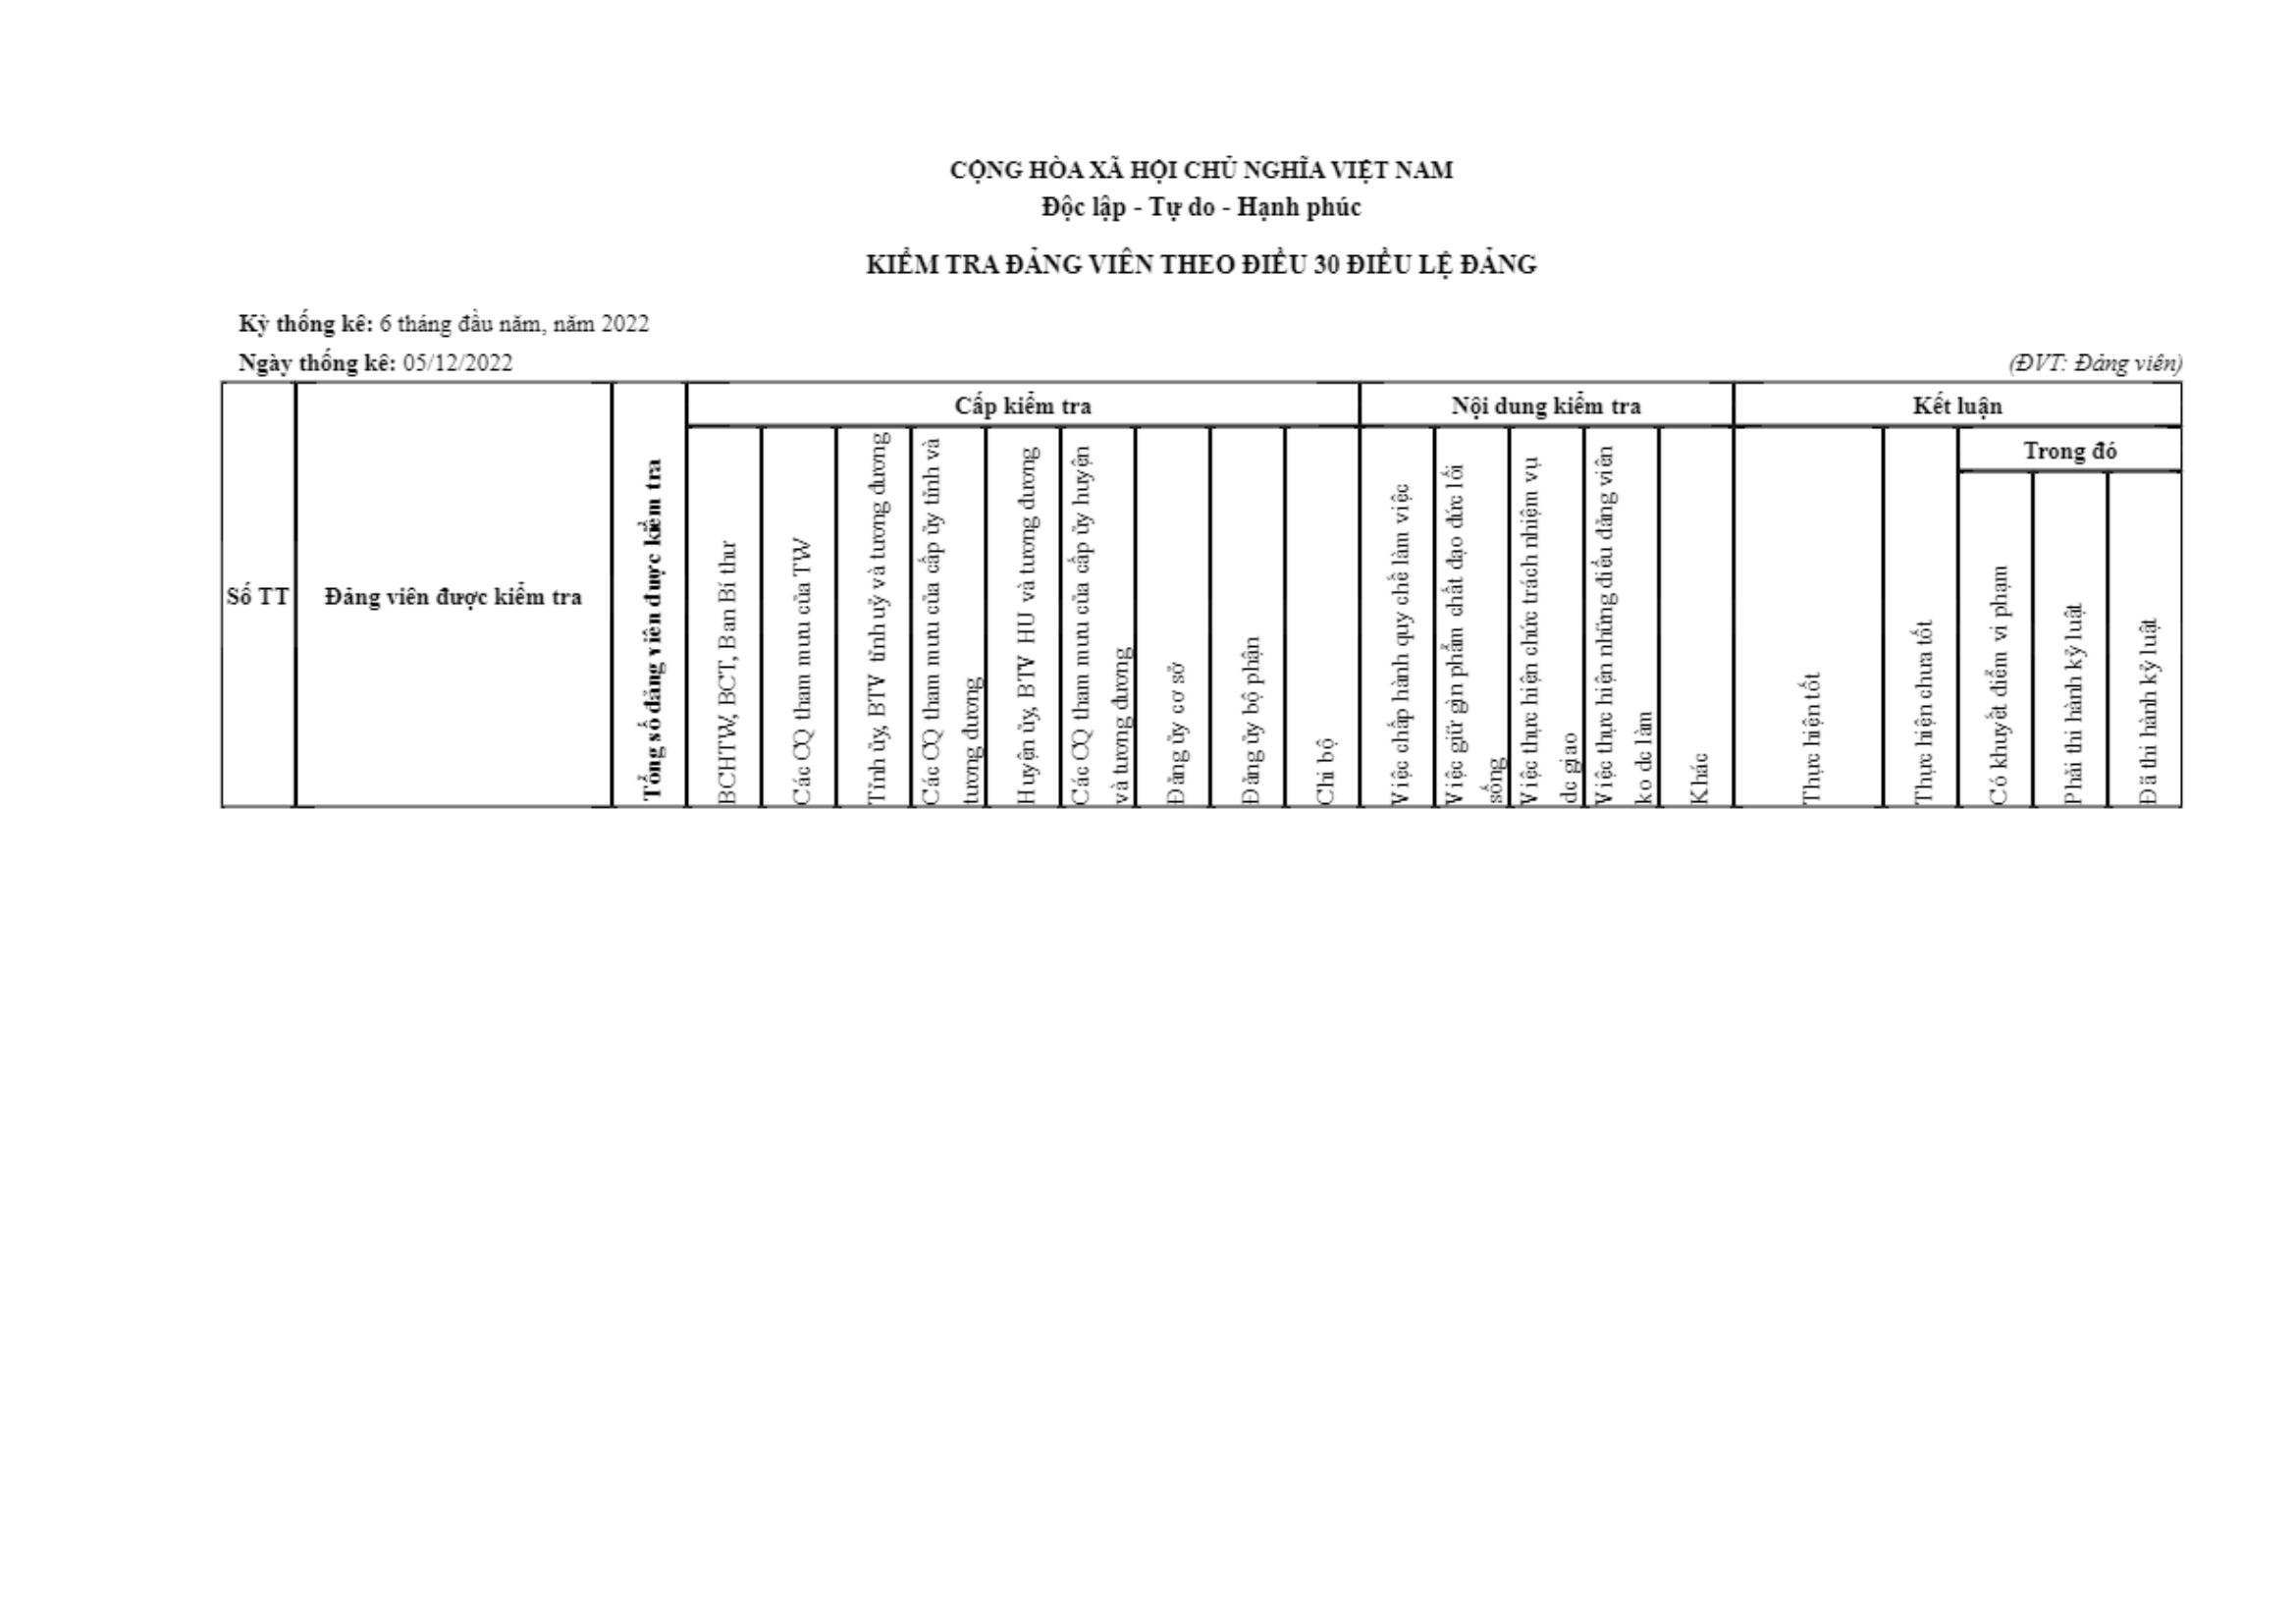 CỘNG HÒA XÃ HỘI CHỦ NGHĨA VIỆT NAM
Độc lập - Tự do - Hạnh phúc
KIỂM TRA ĐẢNG VIÊN THEO ĐIỀU 30 ĐIỀU LỆ ĐẢNG
Kỳ thống kê: 6 tháng đầu năm, năm 2022
Ngày thống kê: 05/12/2022
(ĐVT: Đảng viên)
Số TT
Đảng viên được kiểm tra
Tổng số đảng viên được kiểm tra
Cấp kiểm tra
BCHTW, BCT, Ban Bí thư
Các CQ tham mưu của TW
Tỉnh ủy, BTV tỉnh uỷ và tương đương
Các CQ tham mưu của cấp ủy tỉnh và
tương đương
Huyện ủy, BTV HU và tương đương
Các CQ tham mưu của cấp ủy huyện
và tương đương
Đảng ủy cơ sở
Đảng ủy bộ phận
Chi bộ
Nội dung kiểm tra
Việc chấp hành quy chế làm việc
Việc giữ gìn phẩm chất đạo đức lối
sống
Việc thực hiện chức trách nhiệm vụ
đc giao
Việc thực hiện những điều đảng viên
ko đc làm
Khác
Kết luận
Thực hiện tốt
Thực hiện chưa tốt
Trong đó
Có khuyết điểm vi phạm
Phải thi hành kỷ luật
Đã thi hành kỷ luật